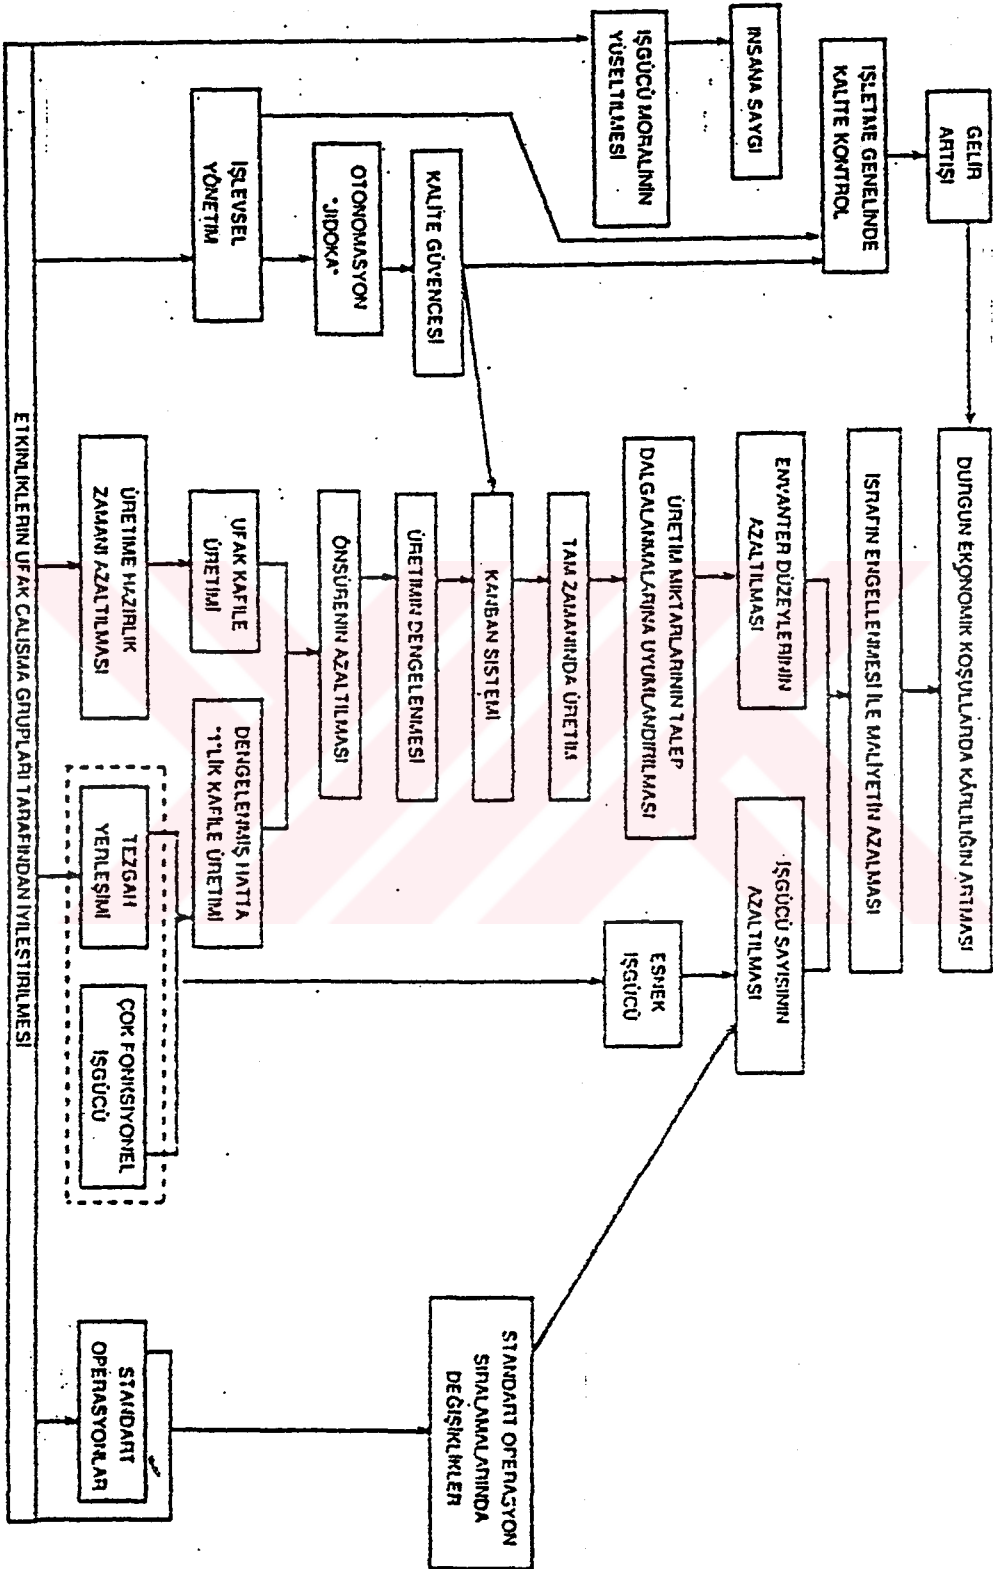 GELİR
ARTIŞI
DURGUN EKONOMİK KOŞULLARDA KÂRLILIĞIN ARTMASI
İŞLETME GENELİNDE
KALİTE KONTROL
İSRAFIN ENGELLENMESİ İLE MALİYETİN AZALMASI
İNSANA SAYGI
ENVANTER DÜZEYLERİNİN
AZALTILMASI
İŞGÜCÜ SAYISININ
AZALTILMASI
İŞGÜCÜ MORALİNİN
YÜSELTİLMESİ
ÜRETİM MİKTARLARININ TALEP
DALGALANMALARINA UYUMLANDIRILMASI
ESNEK
İŞGÜCÜ
TAM ZAMANINDA ÜRETİM
KANBAN SİSTEMİ
STANDART OPERASYON
SIRALAMALARINDA
DEĞİŞİKLİKLER
KALİTE GÜVENCESİ
ÜRETİMİN DENGELENMESİ
OTONOMASYON
"JIDOKA"
ÖNSÜRENİN AZALTILMASI
İŞLEVSEL
YÖNETİM
UFAK KAFİLE
ÜRETİMİ
DENGELENMİŞ HATTA
"1"LİK KAFİLE ÜRETİMİ
ÜRETİME HAZIRLIK
ZAMANI AZALTILMASI
TEZGAH
YERLEŞİMİ
ÇOK FONKSİYONEL
İŞGÜCÜ
STANDART
OPERASYONLAR
ETKİNLİKLERİN UFAK ÇALIŞMA GRUPLARI TARAFINDAN İYİLEŞTİRİLMESİ